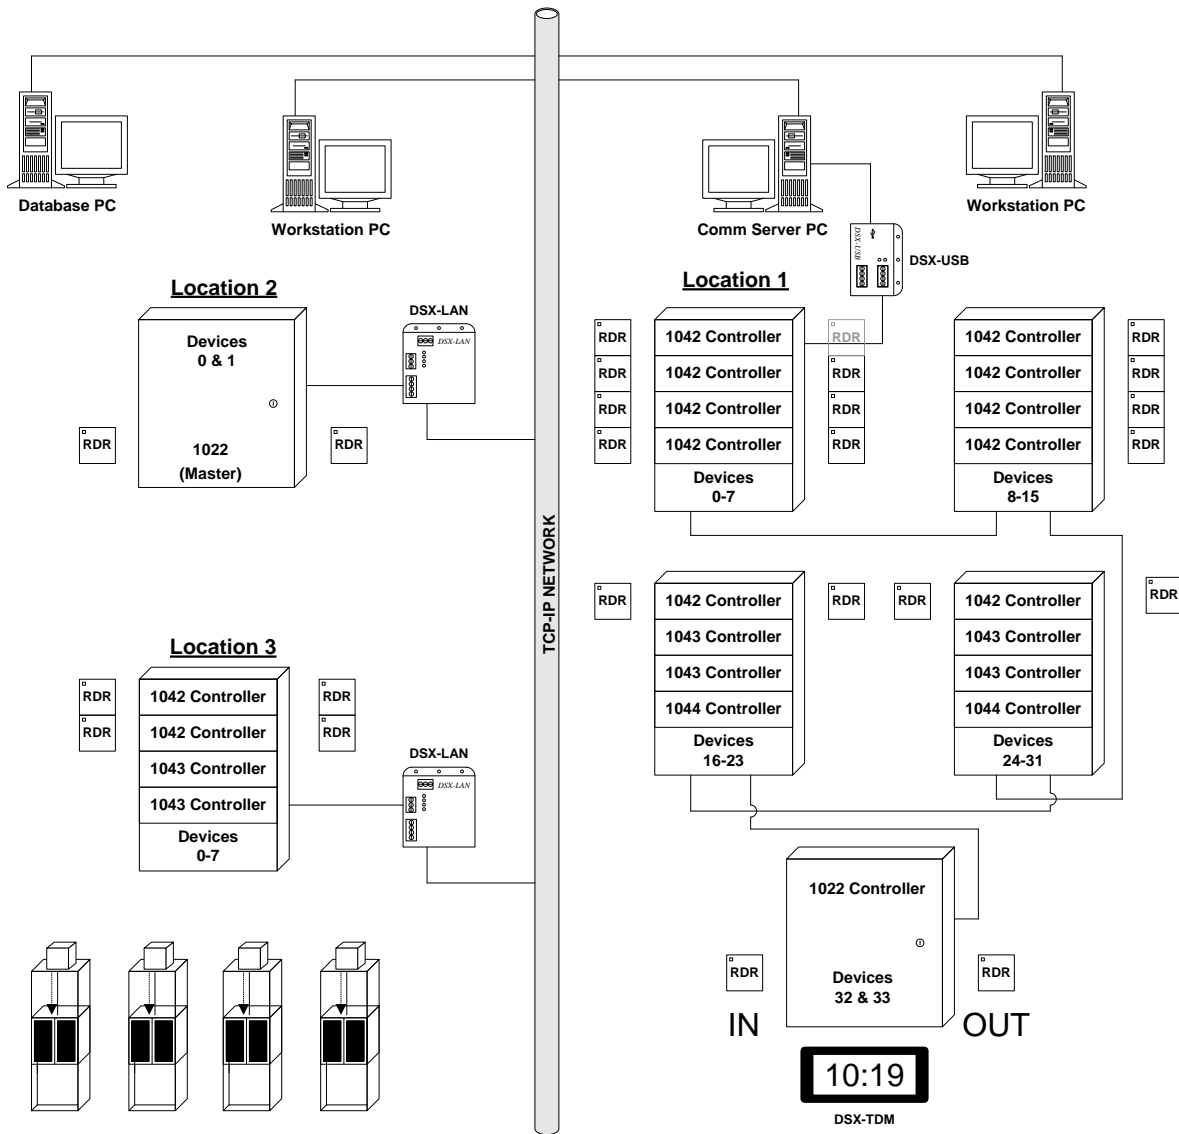 Database PC
Workstation PC
Comm Server PC
Workstation PC
DSX-USB
DSX-USB
Location 2
DSX-LAN
DSX-LAN
Devices
0 & 1
1022
(Master)
RDR
RDR
Location 1
RDR
1042 Controller
RDR
RDR
1042 Controller
RDR
RDR
1042 Controller
RDR
RDR
1042 Controller
RDR
Devices
0-7
1042 Controller
RDR
1042 Controller
RDR
1042 Controller
RDR
1042 Controller
RDR
Devices
8-15
TCP-IP NETWORK
RDR
1042 Controller
RDR
1043 Controller
1043 Controller
1044 Controller
Devices
16-23
RDR
1042 Controller
RDR
1043 Controller
1043 Controller
1044 Controller
Devices
24-31
Location 3
RDR
1042 Controller
RDR
RDR
1042 Controller
RDR
1043 Controller
1043 Controller
Devices
0-7
DSX-LAN
DSX-LAN
1022 Controller
RDR
RDR
Devices
32 & 33
IN
OUT
10:19
DSX-TDM